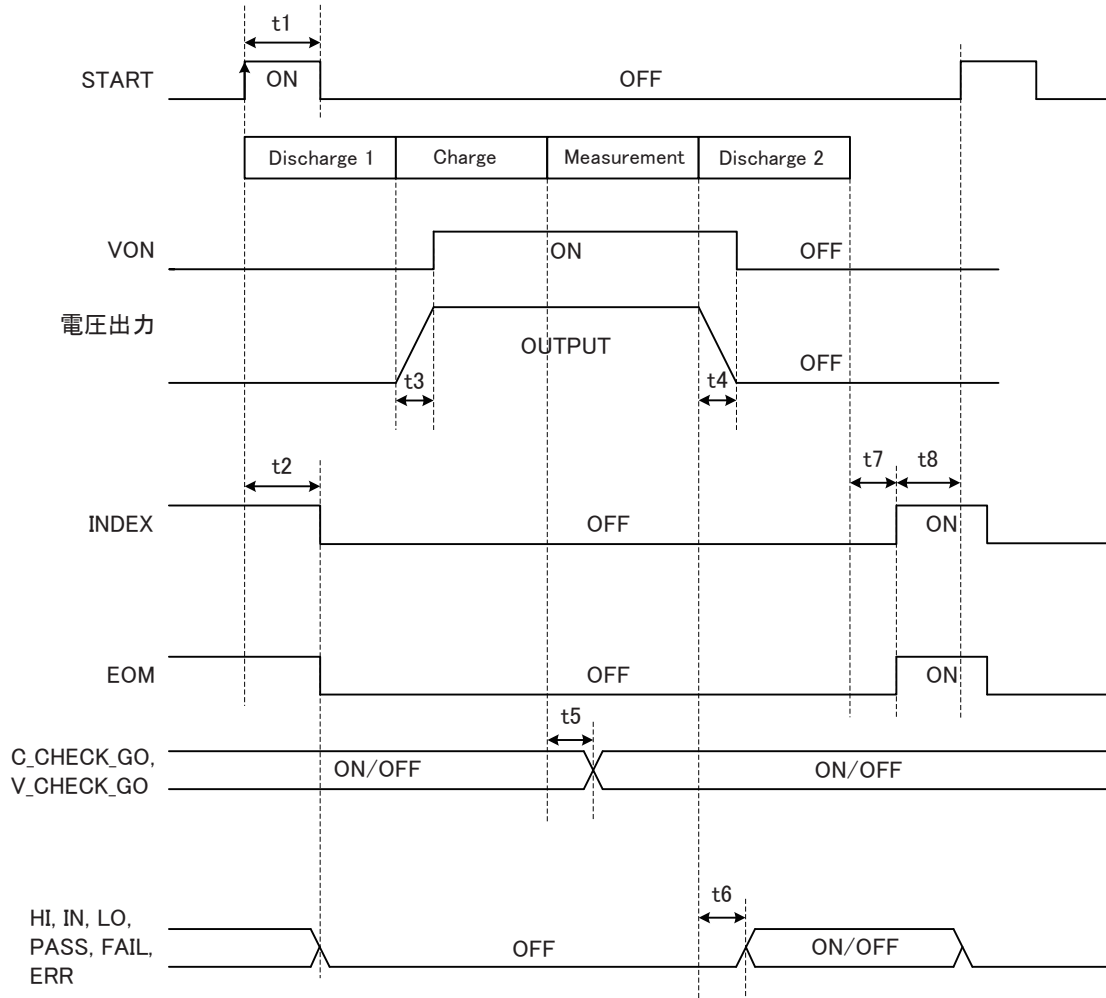 t1
START
ON
OFF
Discharge 1
Charge
Measurement
Discharge 2
VON
ON
OFF
電圧出力
OUTPUT
OFF
t3
t4
t2
t7
t8
INDEX
OFF
ON
EOM
OFF
ON
t5
C_CHECK_GO,
V_CHECK_GO
ON/OFF
ON/OFF
t6
HI, IN, LO,
PASS, FAIL,
ERR
OFF
ON/OFF